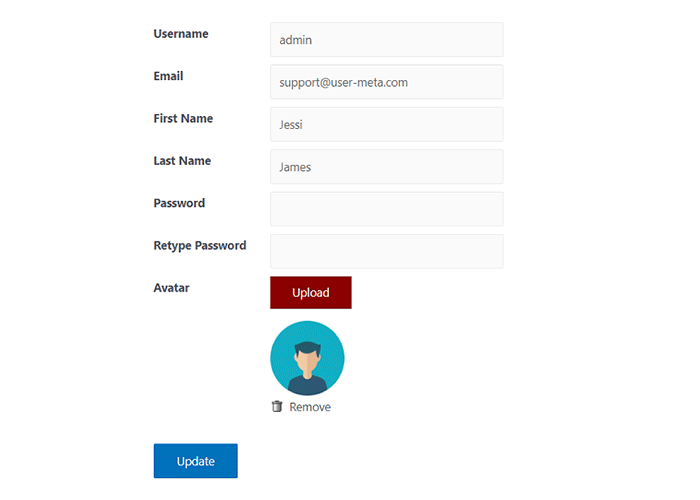 Username
admin
Email
support@user-meta.com
First Name
Jessi
Last Name
James
Password
Retype Password
Avatar
Upload
Remove
Update